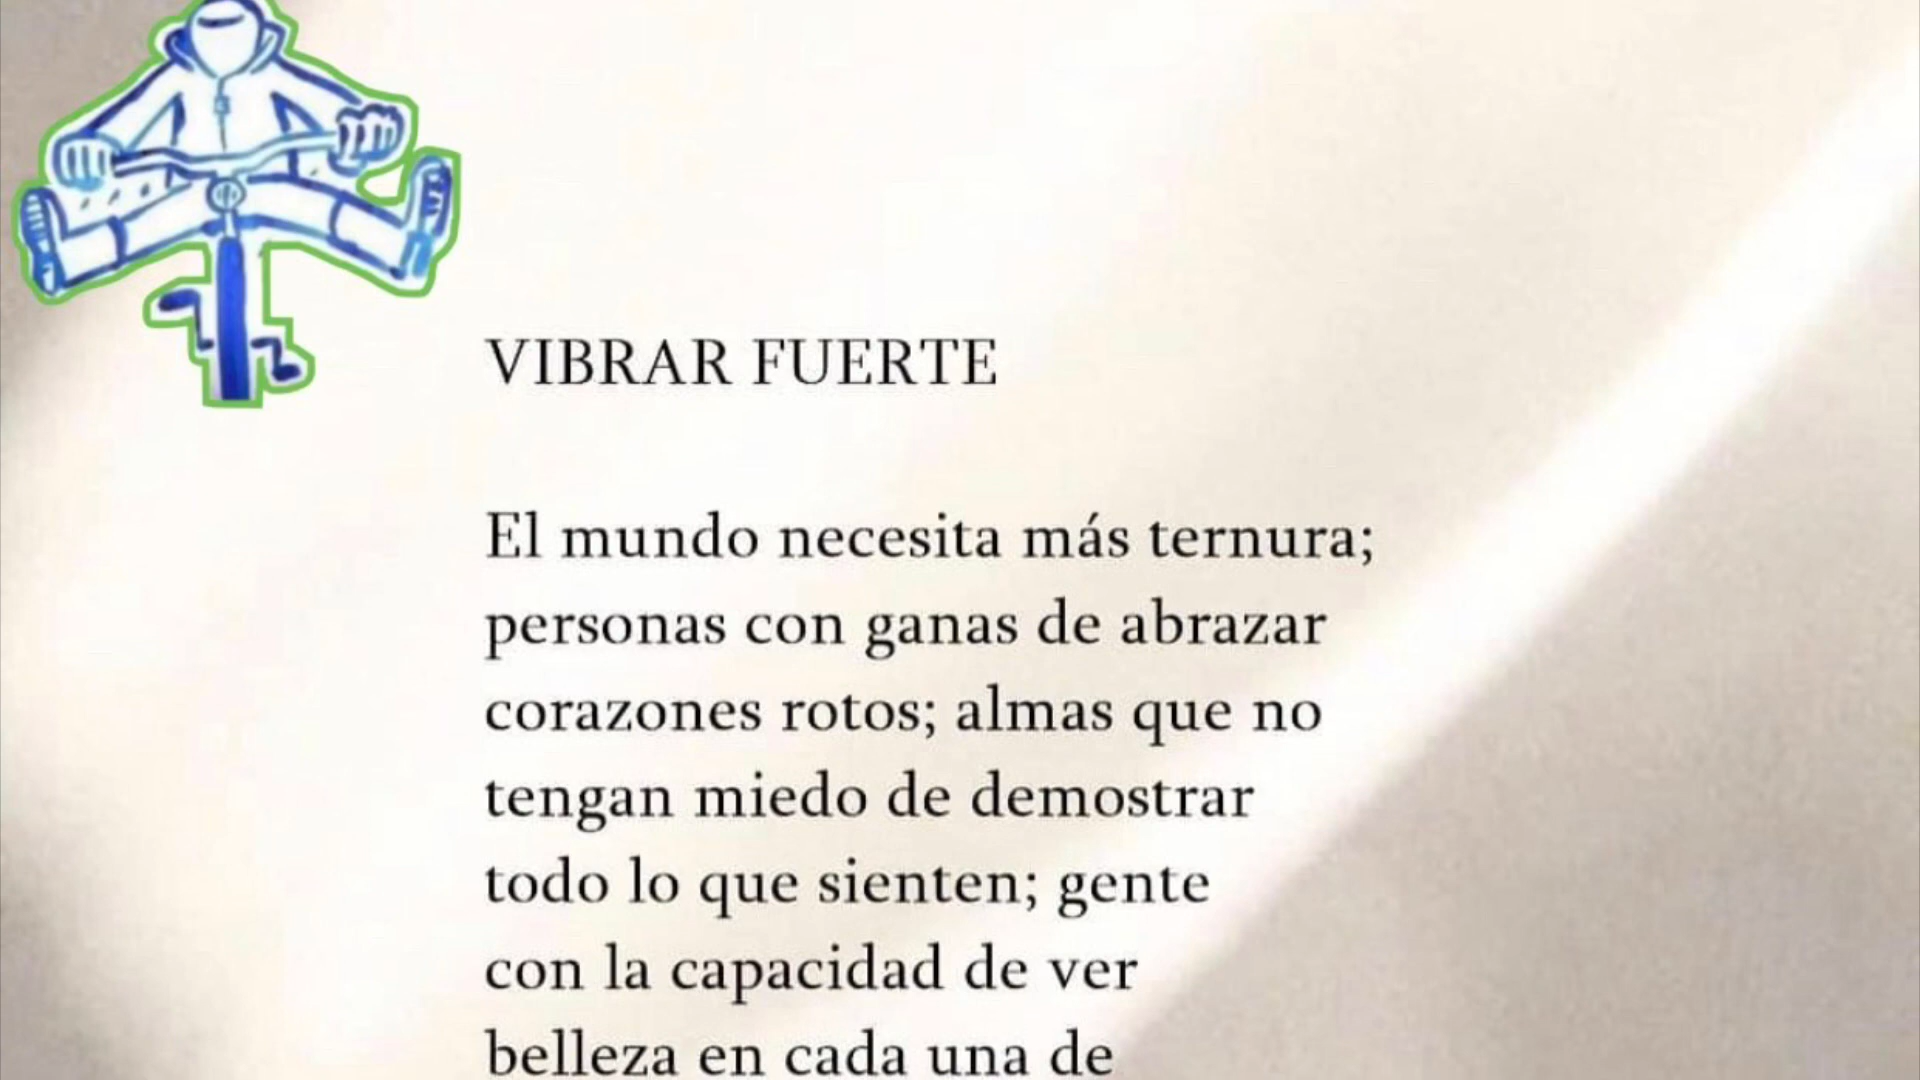 VIBRAR FUERTE
El mundo necesita más ternura;
personas con ganas de abrazar
corazones rotos; almas que no
tengan miedo de demostrar
todo lo que sienten; gente
con la capacidad de ver
belleza en cada una de